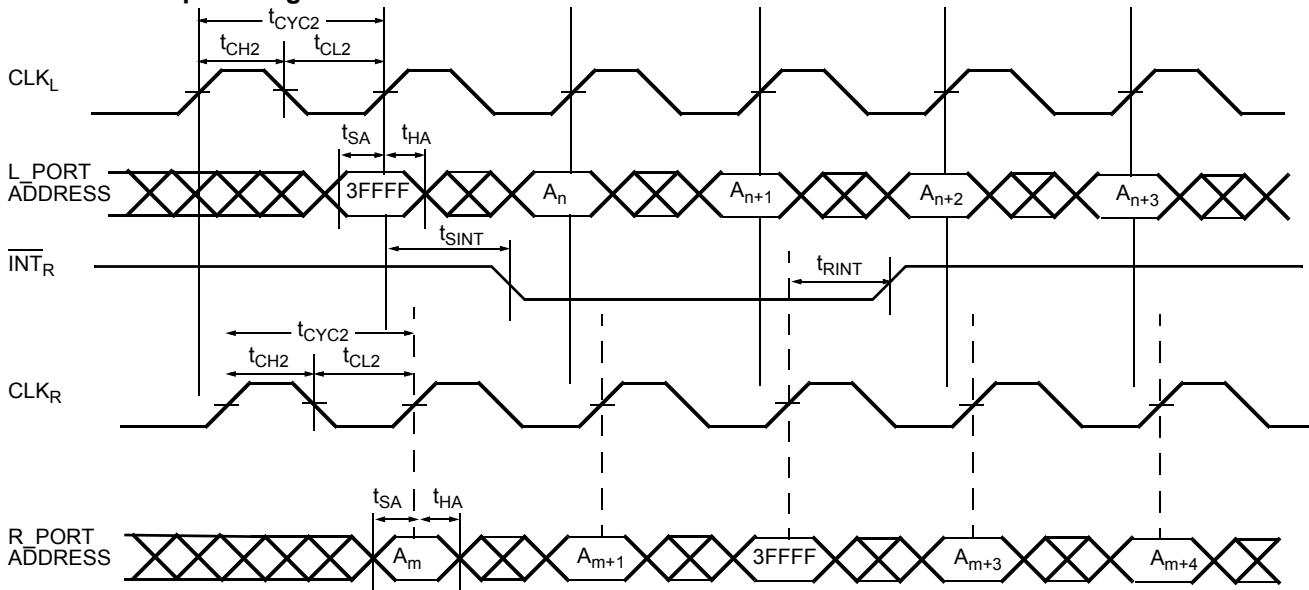 t_CYC2
t_CH2 t_CL2
CLK_L
t_SA t_HA
L_PORT
ADDRESS
3FFFF A_n A_n+1 A_n+2 A_n+3
t_SINT
INT_R
t_RINT
t_CYC2
t_CH2 t_CL2
CLK_R
t_SA t_HA
R_PORT
ADDRESS
A_m A_m+1 3FFFF A_m+3 A_m+4